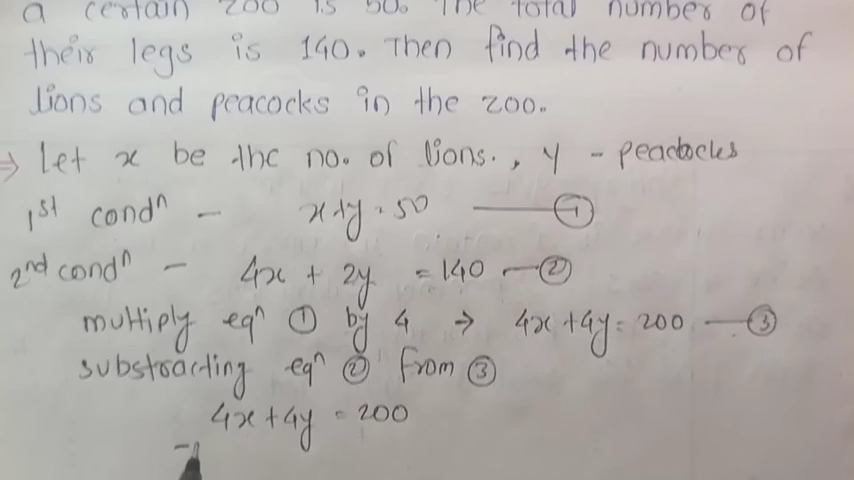 a certain zoo is 50. The total number of
their legs is 140. Then find the number of
lions and peacocks in the zoo.
⇒ Let x be the no. of lions., y - peacocks
1st condn - x+y = 50 —— ①
2nd condn - 4x + 2y = 140 — ②
multiply eqn ① by 4 → 4x+4y = 200 — ③
substracting eqn ② from ③
4x+4y = 200
-